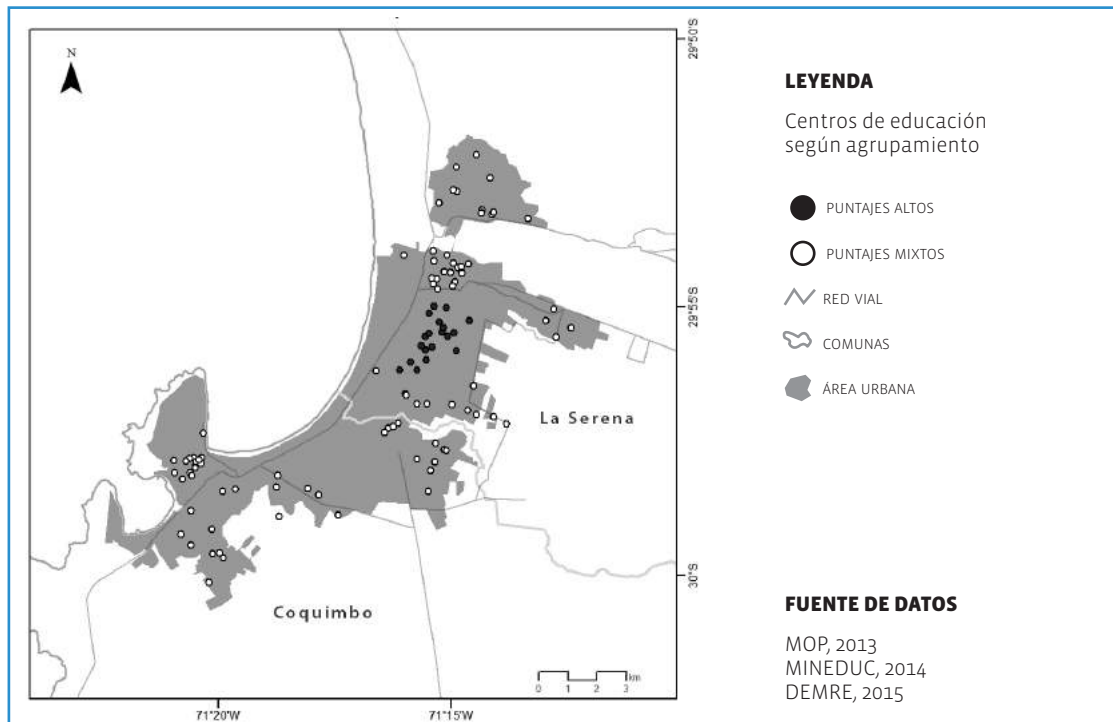 N
29°50'S
29°55'S
La Serena
Coquimbo
30°S
0 1 2 3 km
71°20'W 71°15'W
LEYENDA
Centros de educación
según agrupamiento
PUNTAJES ALTOS
PUNTAJES MIXTOS
RED VIAL
COMUNAS
ÁREA URBANA
FUENTE DE DATOS
MOP, 2013
MINEDUC, 2014
DEMRE, 2015